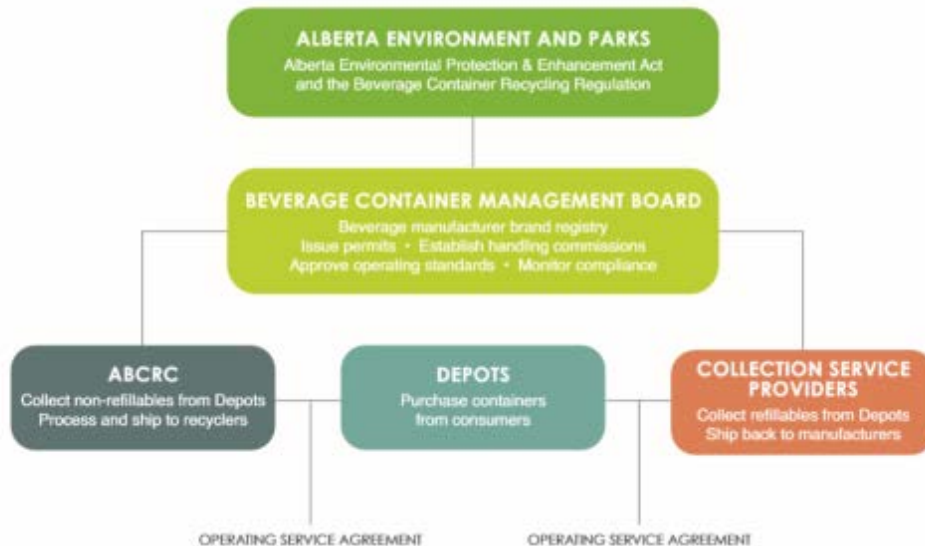 ALBERTA ENVIRONMENT AND PARKS
Alberta Environmental Protection & Enhancement Act
and the Beverage Container Recycling Regulation
BEVERAGE CONTAINER MANAGEMENT BOARD
Beverage manufacturer brand registry
Issue permits • Establish handling commissions
Approve operating standards • Monitor compliance
ABCRC
Collect non-refillables from Depots
Process and ship to recyclers
DEPOTS
Purchase containers
from consumers
COLLECTION SERVICE
PROVIDERS
Collect refillables from Depots
Ship back to manufacturers
OPERATING SERVICE AGREEMENT
OPERATING SERVICE AGREEMENT